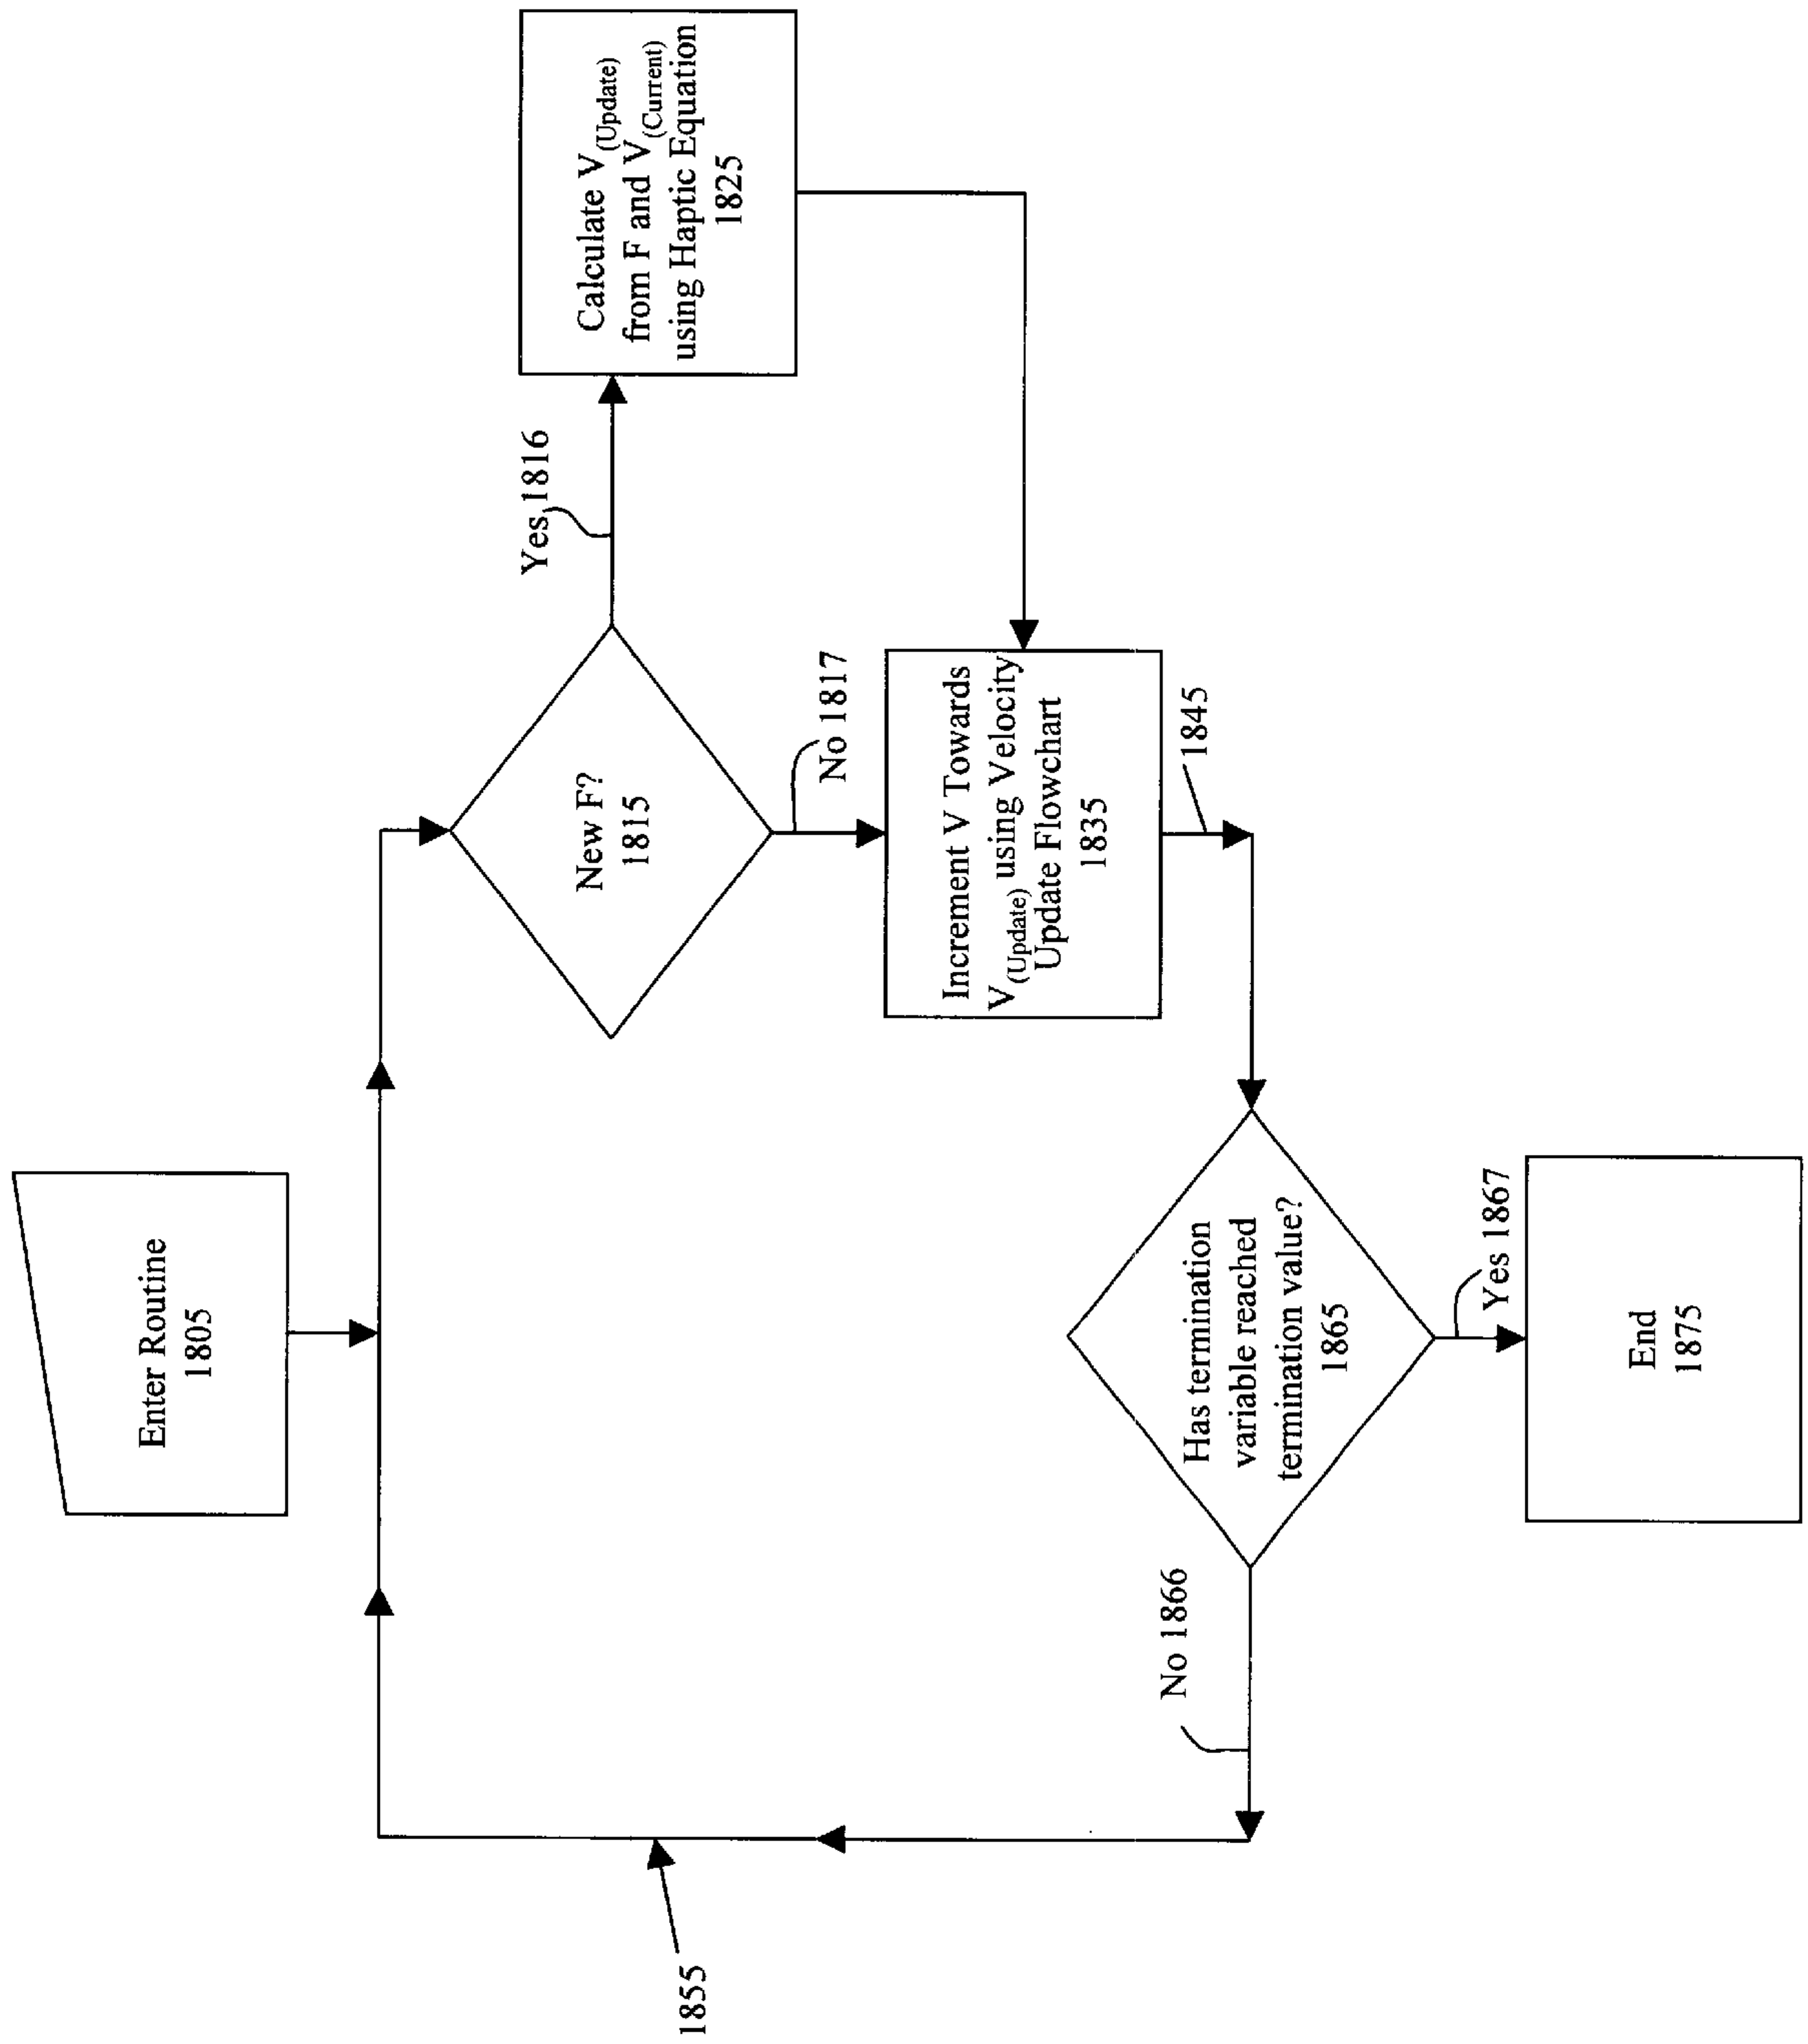 Enter Routine
1805
New F?
1815
Yes 1816
Calculate V(Update)
from F and V(Current)
using Haptic Equation
1825
No 1817
Increment V Towards
V(Update) using Velocity
Update Flowchart
1835
1845
Has termination
variable reached
termination value?
1865
No 1866
1855
Yes 1867
End
1875